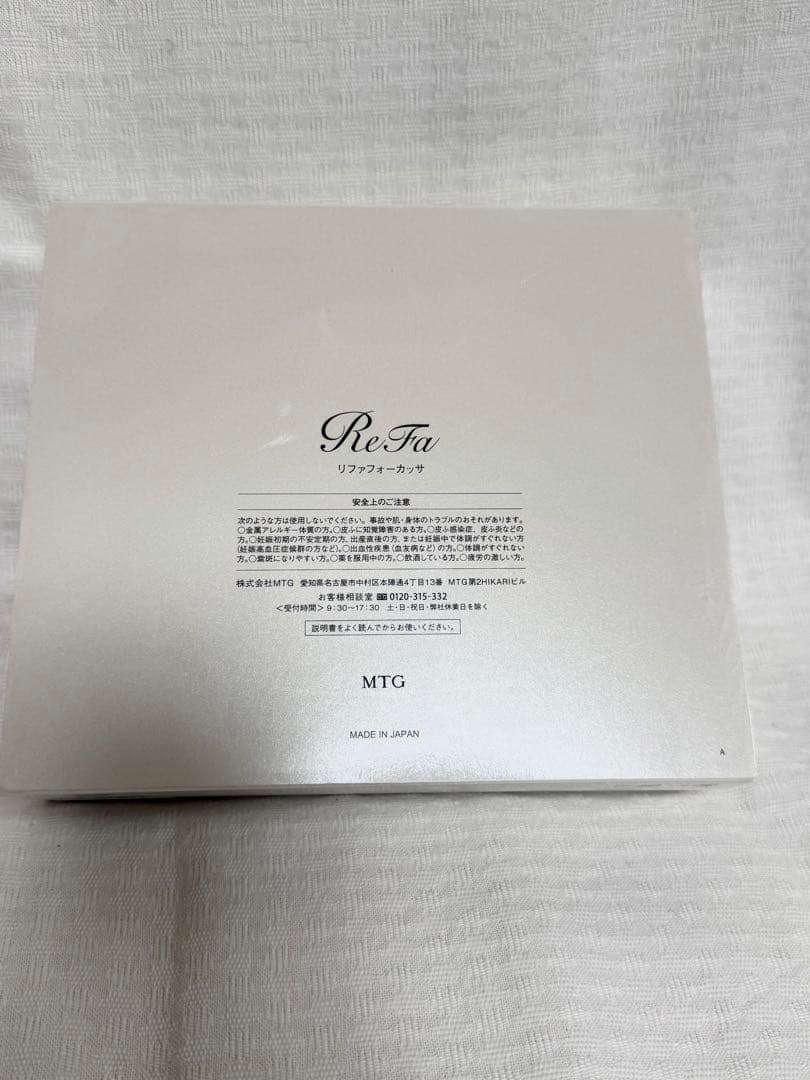 ReFa
リファフォーカッサ
安全上のご注意
次のような方は使用しないでください。事故や肌・身体のトラブルのおそれがあります。
○金属アレルギー体質の方。○皮ふに知覚障害のある方。○皮ふ感染症、皮ふ炎などの
方。○妊娠初期の不安定期の方、出産直後の方、または妊娠中で体調がすぐれない方
(妊娠高血圧症候群の方など)。○出血性疾患(血友病など)の方。○体調がすぐれない
方。○紫斑になりやすい方。○薬を服用中の方。○飲酒している方。○疲労の激しい方。
株式会社MTG 愛知県名古屋市中村区本陣通4丁目13番 MTG第2HIKARIビル
お客様相談室 0120-315-332
<受付時間> 9:30〜17:30 土・日・祝日・弊社休業日を除く
説明書をよく読んでからお使いください。
MTG
MADE IN JAPAN
A